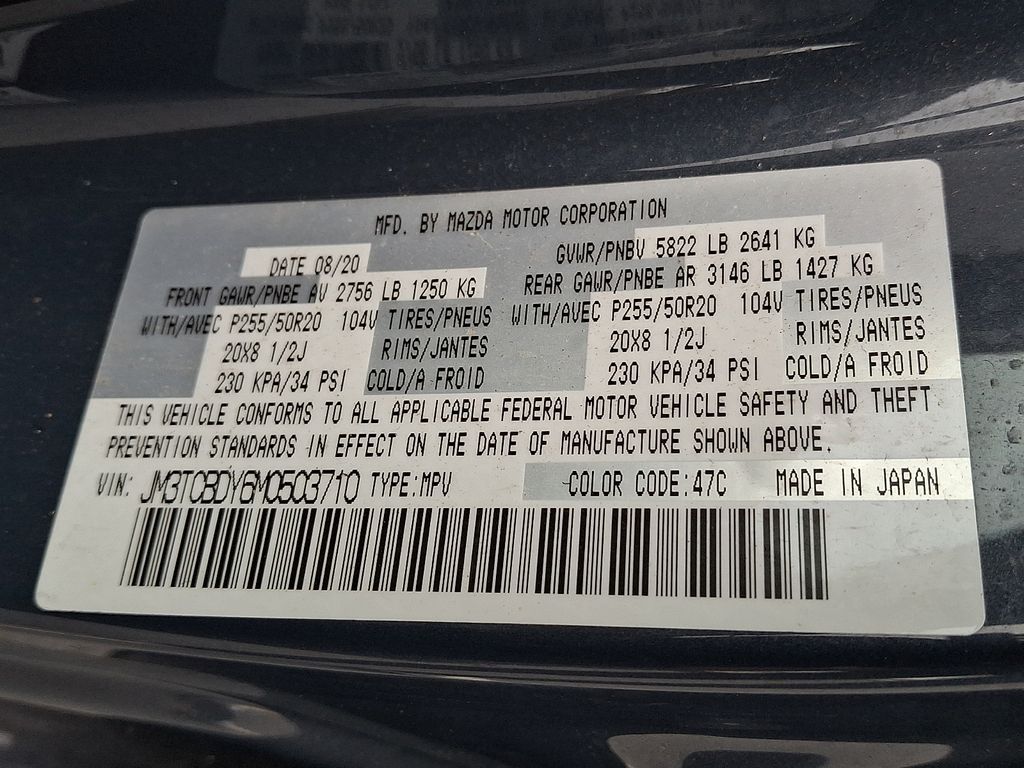 MFD. BY MAZDA MOTOR CORPORATION
DATE 08/20 GVWR/PNBV 5822 LB 2641 KG
FRONT GAWR/PNBE AV 2756 LB 1250 KG REAR GAWR/PNBE AR 3146 LB 1427 KG
WITH/AVEC P255/50R20 104V TIRES/PNEUS WITH/AVEC P255/50R20 104V TIRES/PNEUS
20X8 1/2J RIMS/JANTES 20X8 1/2J RIMS/JANTES
230 KPA/34 PSI COLD/A FROID 230 KPA/34 PSI COLD/A FROID
THIS VEHICLE CONFORMS TO ALL APPLICABLE FEDERAL MOTOR VEHICLE SAFETY AND THEFT
PREVENTION STANDARDS IN EFFECT ON THE DATE OF MANUFACTURE SHOWN ABOVE.
VIN: JM3TCBDY6M0503710 TYPE:MPV COLOR CODE:47C MADE IN JAPAN